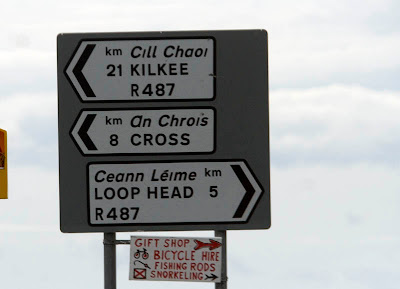 km Cill Chaoi
21 KILKEE
R487
km An Chrois
8 CROSS
Ceann Léime km
LOOP HEAD 5
R487
GIFT SHOP
BICYCLE HIRE
FISHING RODS
SNORKELING